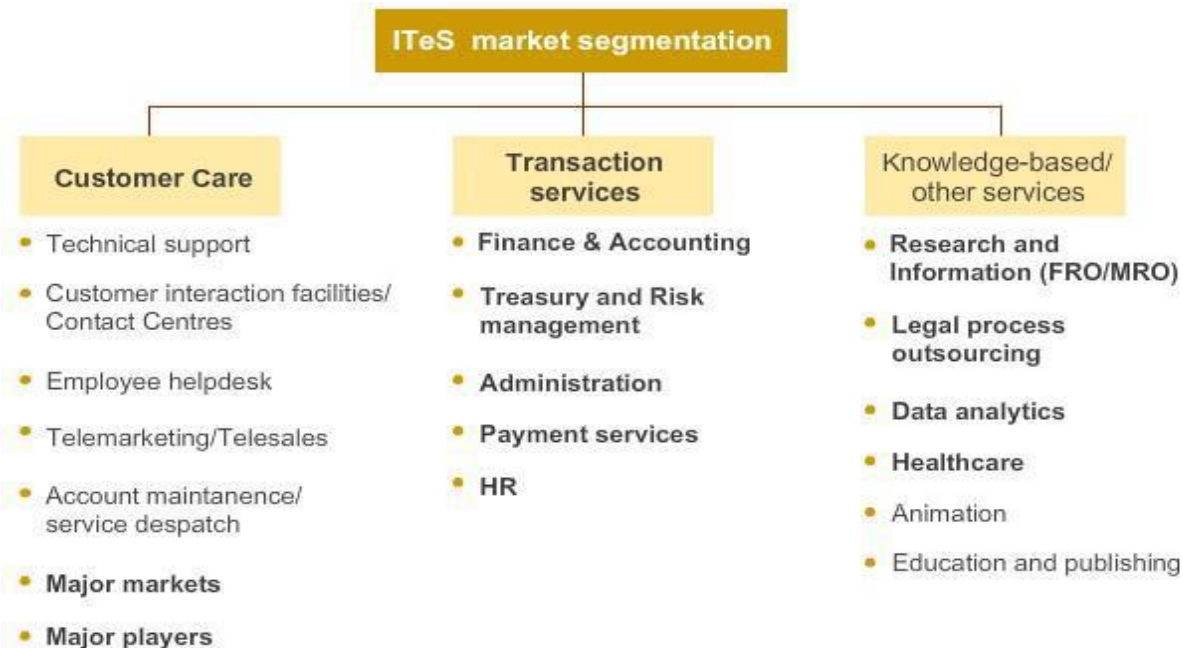 ITeS market segmentation
Customer Care
Technical support
Customer interaction facilities/
Contact Centres
Employee helpdesk
Telemarketing/Telesales
Account maintanence/
service despatch
Major markets
Major players
Transaction
services
Finance & Accounting
Treasury and Risk
management
Administration
Payment services
HR
Knowledge-based/
other services
Research and
Information (FRO/MRO)
Legal process
outsourcing
Data analytics
Healthcare
Animation
Education and publishing